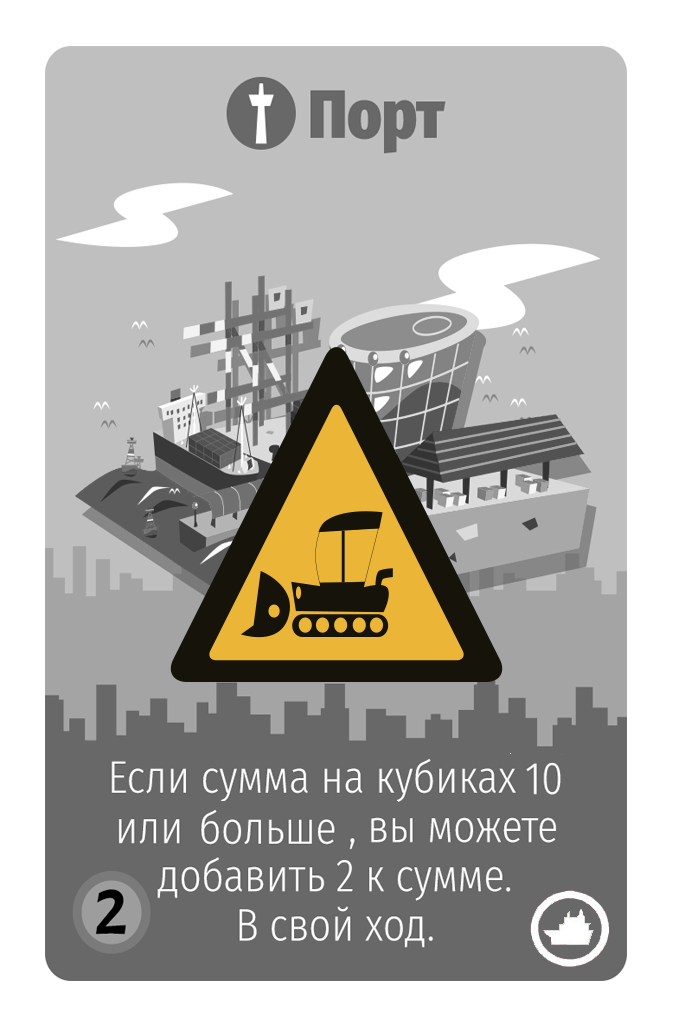 Порт
Если сумма на кубиках 10
или больше , вы можете
добавить 2 к сумме.
В свой ход.
2